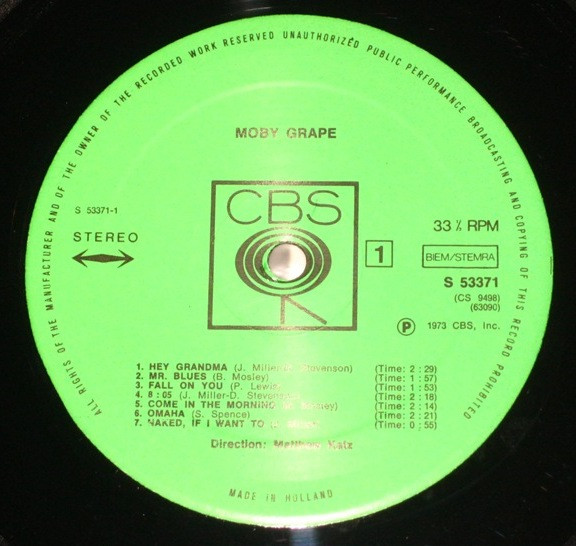 ALL RIGHTS OF THE MANUFACTURER AND OF THE OWNER OF THE RECORDED WORK RESERVED UNAUTHORIZED PUBLIC PERFORMANCE BROADCASTING AND COPYING OF THIS RECORD PROHIBITED
MOBY GRAPE
S 53371-1
STEREO
CBS
1
33⅓ RPM
BIEM/STEMRA
S 53371
(CS 9498)
(63090)
Ⓟ 1973 CBS, Inc.
1. HEY GRANDMA (J. Miller- Stevenson) (Time: 2 : 29)
2. MR. BLUES (B. Mosley) (Time: 1 : 57)
3. FALL ON YOU (P. Lewis) (Time: 1 : 53)
4. 8 : 05 (J. Miller-D. Stevenson) (Time: 2 : 18)
5. COME IN THE MORNING (Time: 2 : 14)
6. OMAHA (S. Spence) (Time: 2 : 21)
7. NAKED, IF I WANT TO (Time: 0 : 55)
Direction: Matthew Katz
MADE IN HOLLAND